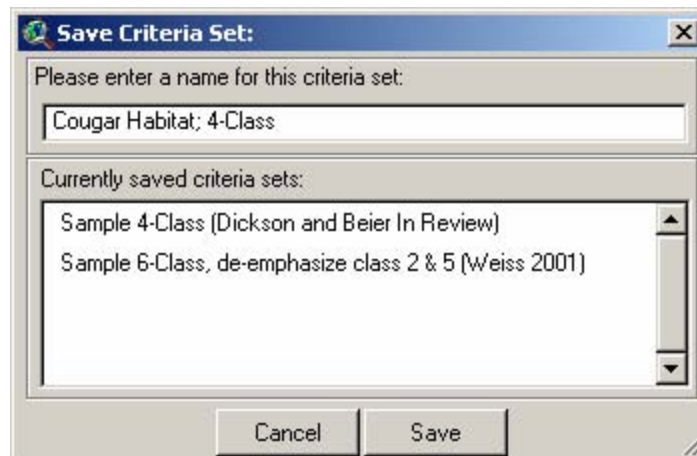 Save Criteria Set:
Please enter a name for this criteria set:
Cougar Habitat; 4-Class
Currently saved criteria sets:
Sample 4-Class (Dickson and Beier In Review)
Sample 6-Class, de-emphasize class 2 & 5 (Weiss 2001)
Cancel Save